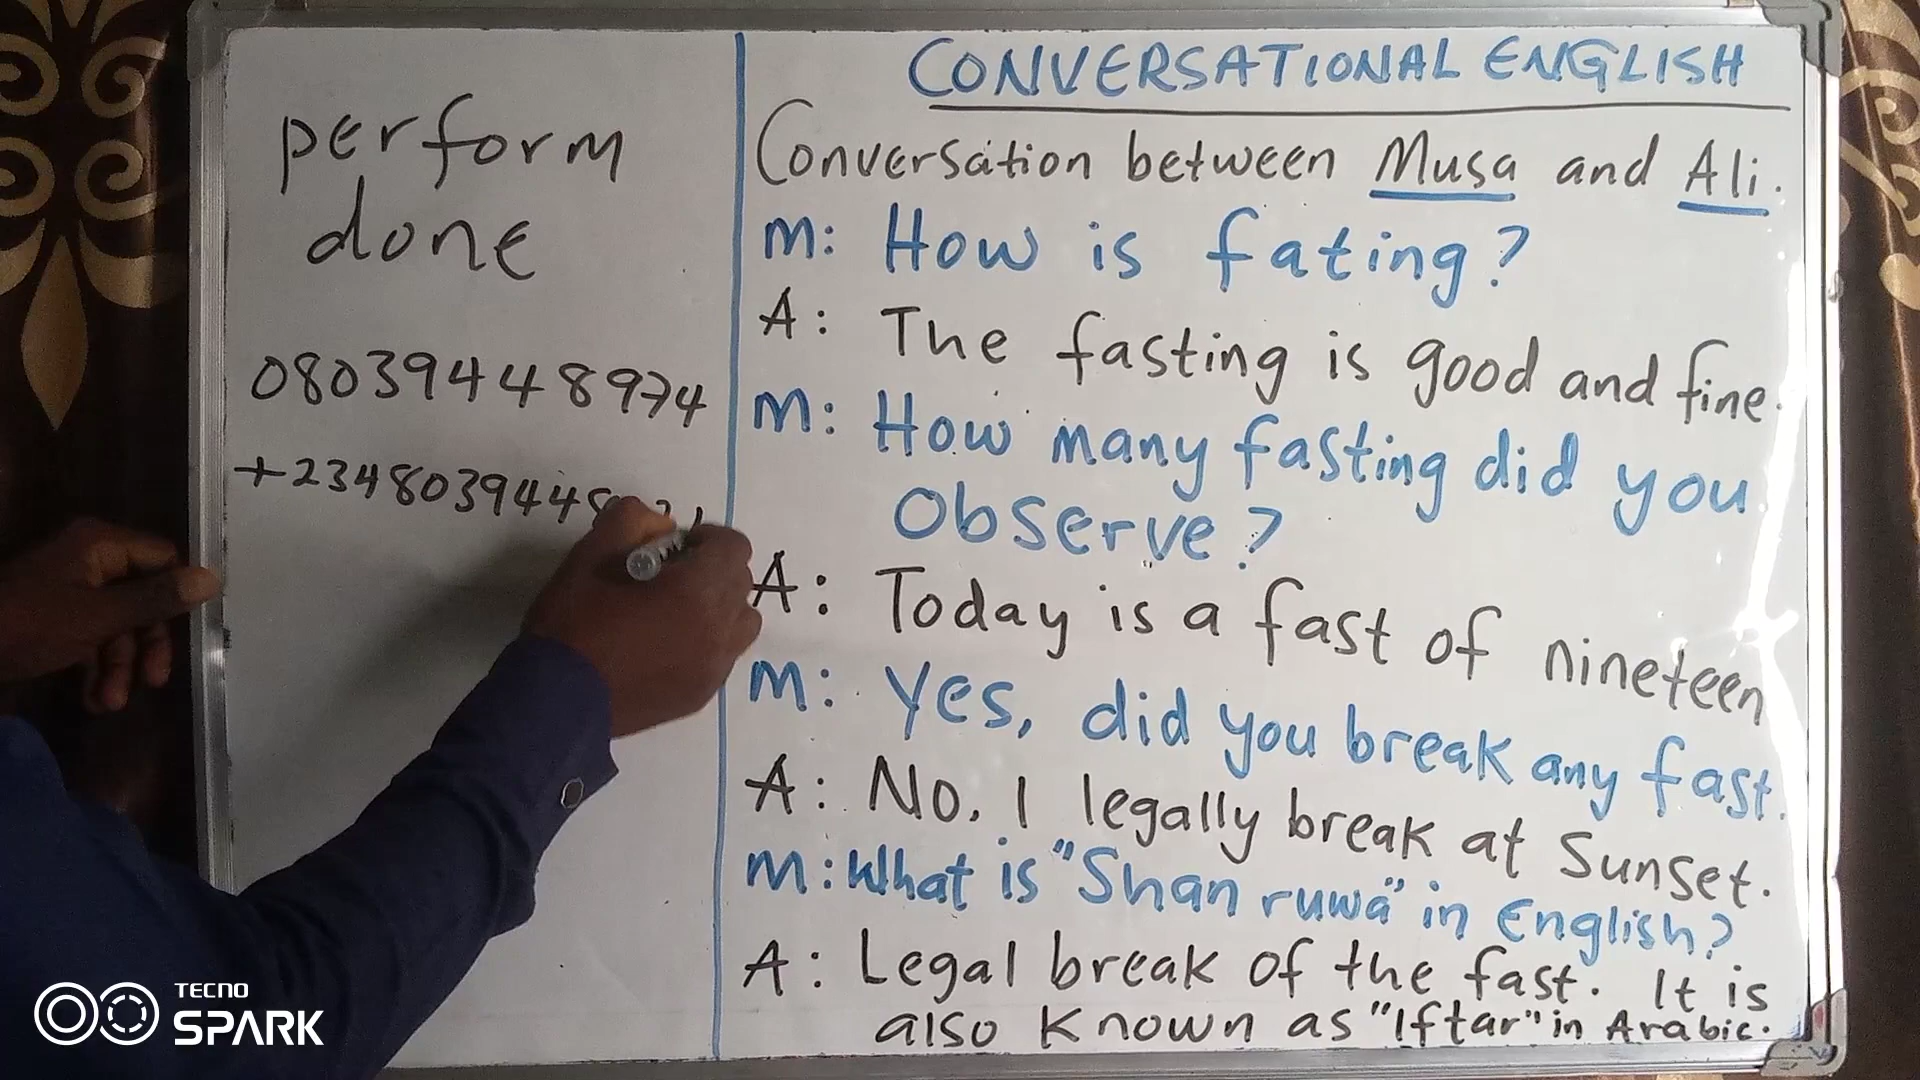 perform
done
08039448974
+2348039448
CONVERSATIONAL ENGLISH
Conversation between Musa and Ali.
M: How is fating?
A: The fasting is good and fine.
M: How many fasting did you
Observe?
A: Today is a fast of nineteen
M: Yes, did you break any fast.
A: No. I legally break at Sunset.
M: What is "Shan ruwa" in English?
A: Legal break of the fast. It is
also known as "Iftar" in Arabic.
TECNO
SPARK